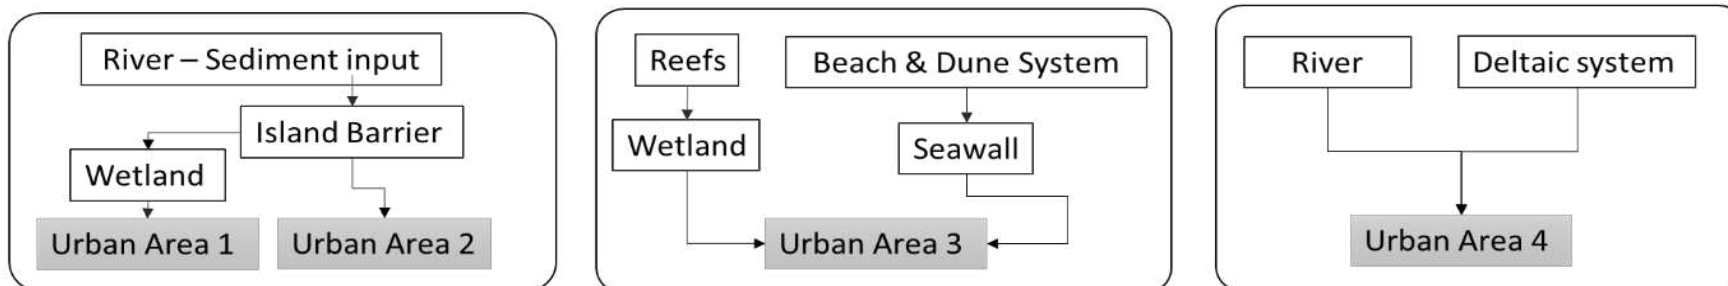 River – Sediment input
Island Barrier
Wetland
Urban Area 1
Urban Area 2
Reefs
Beach & Dune System
Wetland
Seawall
Urban Area 3
River
Deltaic system
Urban Area 4